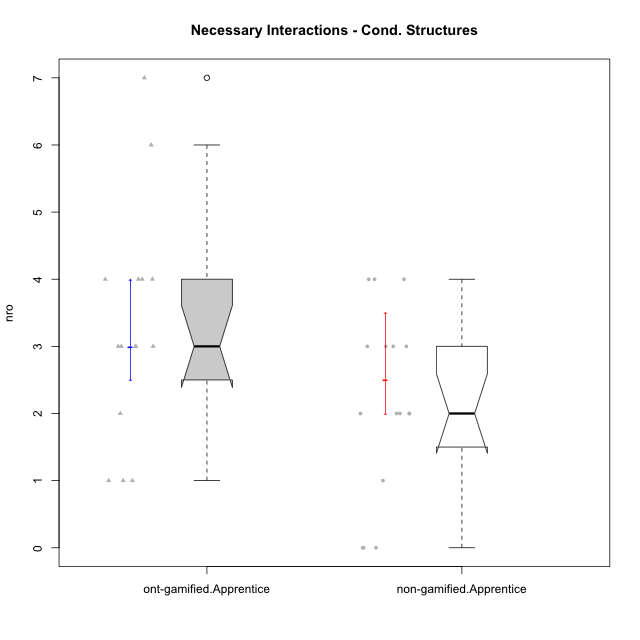 Necessary Interactions - Cond. Structures
nro
7
6
5
4
3
2
1
0
ont-gamified.Apprentice
non-gamified.Apprentice